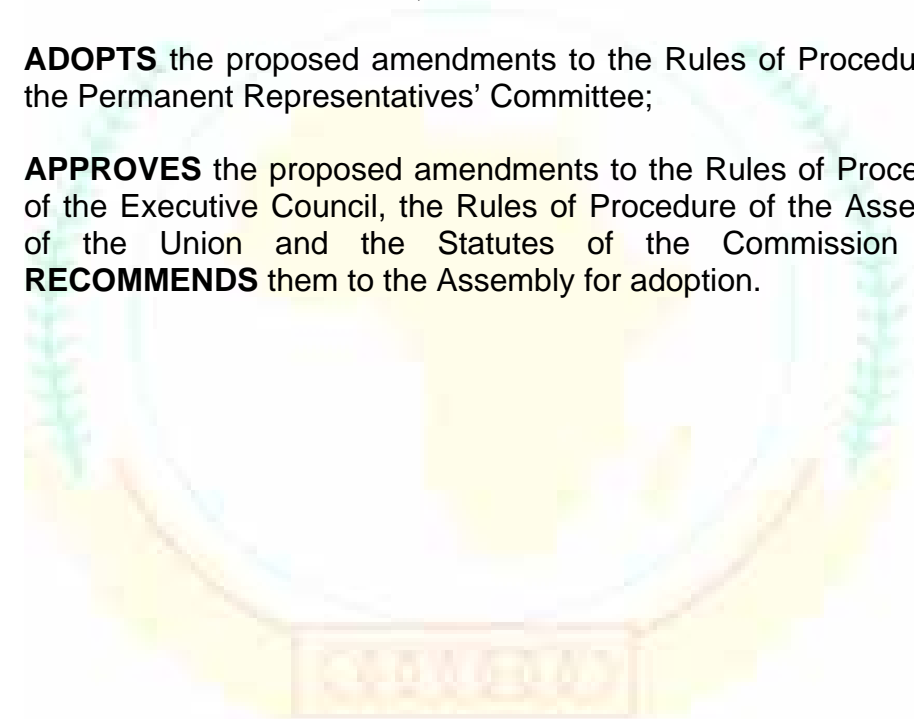 ADOPTS the proposed amendments to the Rules of Procedu
the Permanent Representatives’ Committee;
APPROVES the proposed amendments to the Rules of Proce
of the Executive Council, the Rules of Procedure of the Asse
of the Union and the Statutes of the Commission
RECOMMENDS them to the Assembly for adoption.